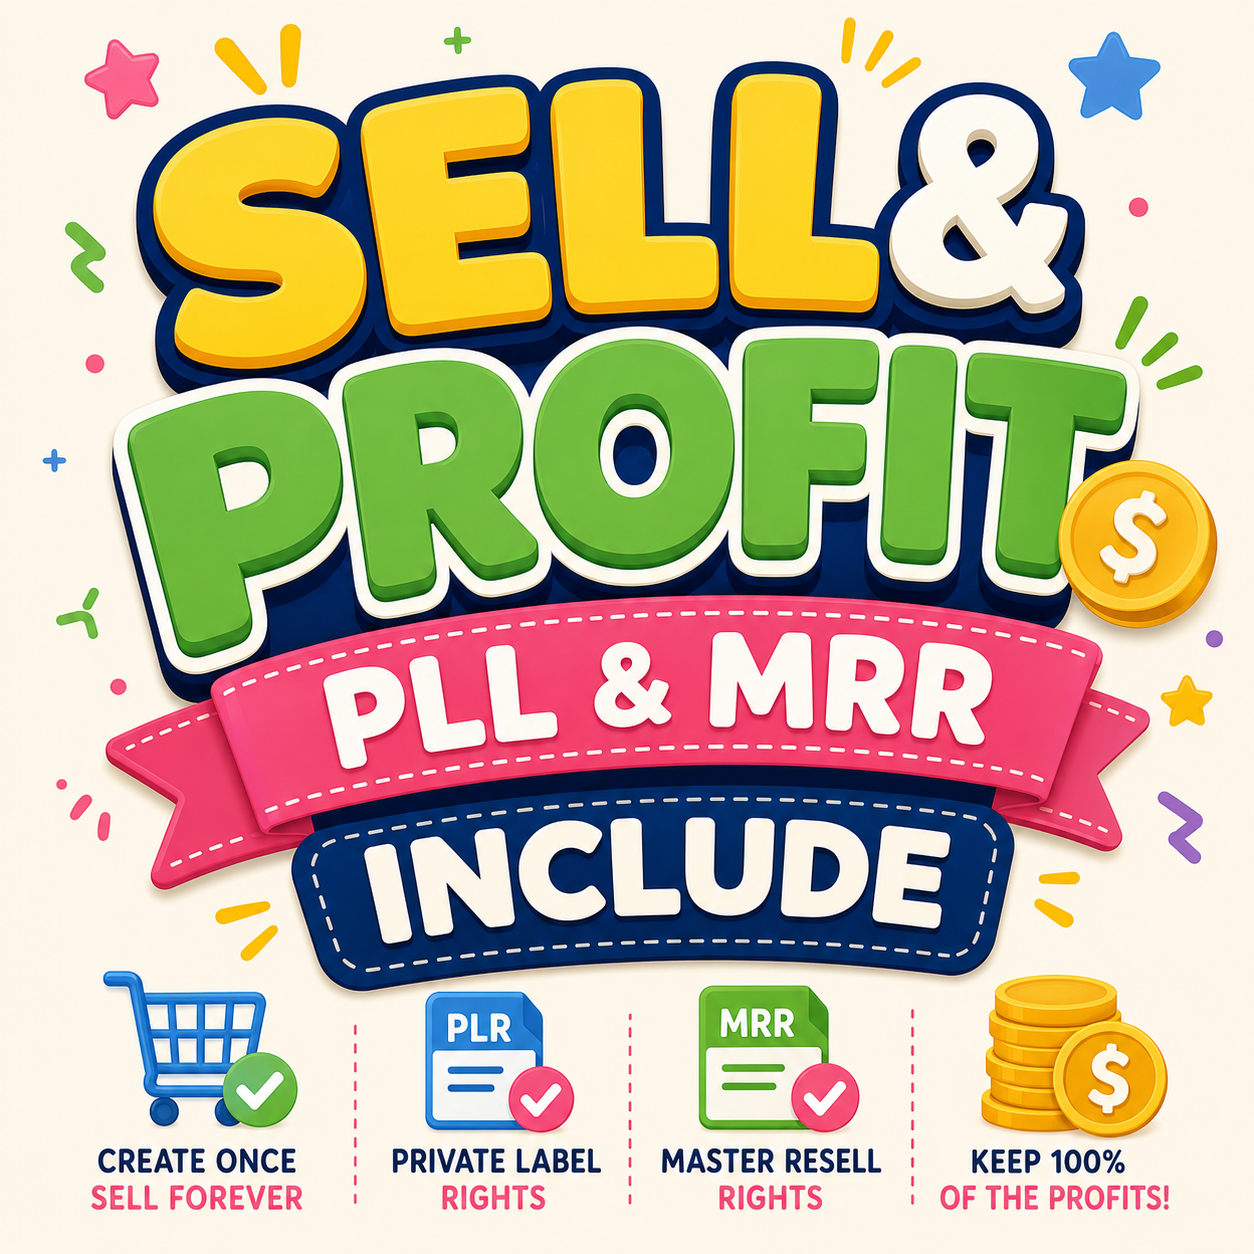 SELL &
PROFIT
$
PLL & MRR
INCLUDE
PLR
MRR
$
CREATE ONCE
SELL FOREVER
PRIVATE LABEL
RIGHTS
MASTER RESELL
RIGHTS
KEEP 100%
OF THE PROFITS!